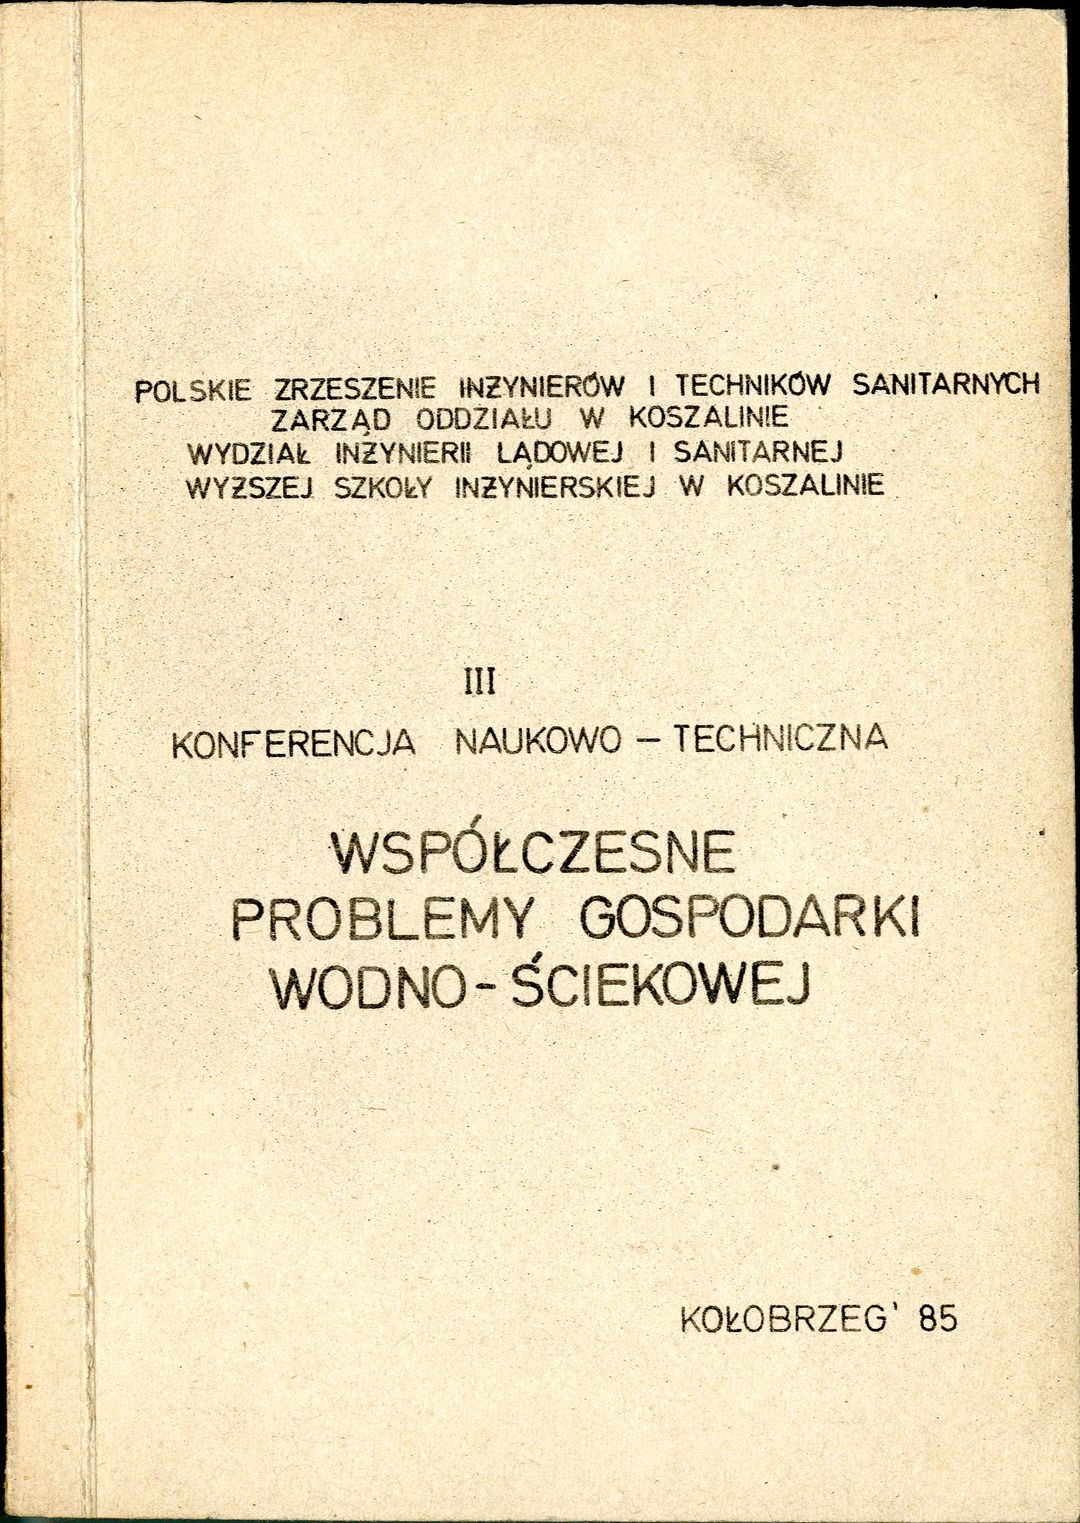 POLSKIE ZRZESZENIE INŻYNIERÓW I TECHNIKÓW SANITARNYCH
ZARZĄD ODDZIAŁU W KOSZALINIE
WYDZIAŁ INŻYNIERII LĄDOWEJ I SANITARNEJ
WYŻSZEJ SZKOŁY INŻYNIERSKIEJ W KOSZALINIE
III
KONFERENCJA NAUKOWO – TECHNICZNA
WSPÓŁCZESNE
PROBLEMY GOSPODARKI
WODNO-ŚCIEKOWEJ
KOŁOBRZEG' 85